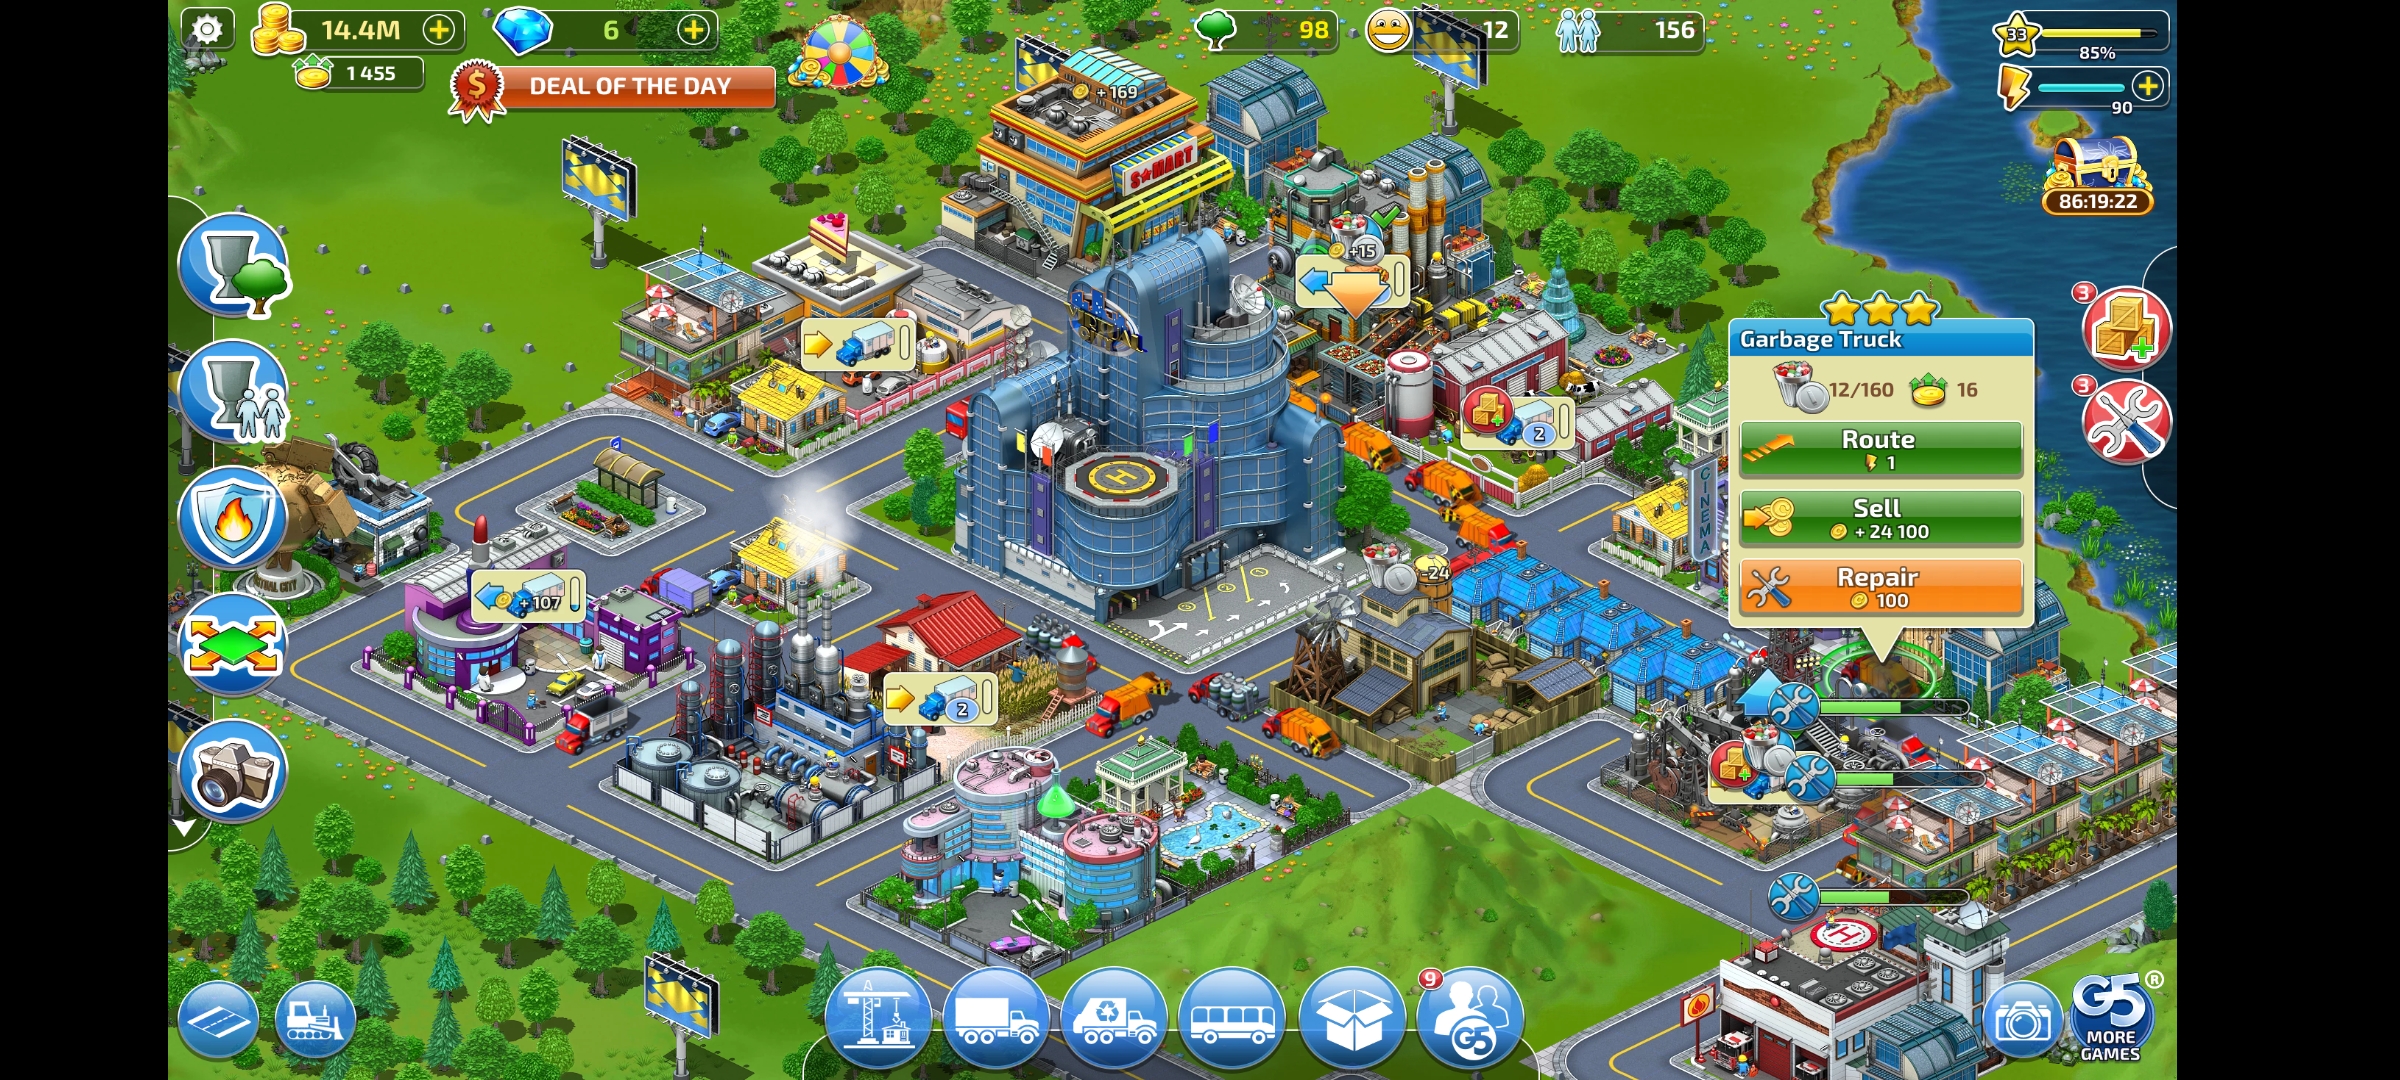 14.4M
6
98
12
156
33
85%
1 455
DEAL OF THE DAY
+169
90
S★MART
86:19:22
+15
3
Garbage Truck
12/160
16
Route
1
2
3
CINEMA
Sell
+ 24 100
-24
Repair
100
+107
2
H
H
9
A
G5
G5®
MORE
GAMES